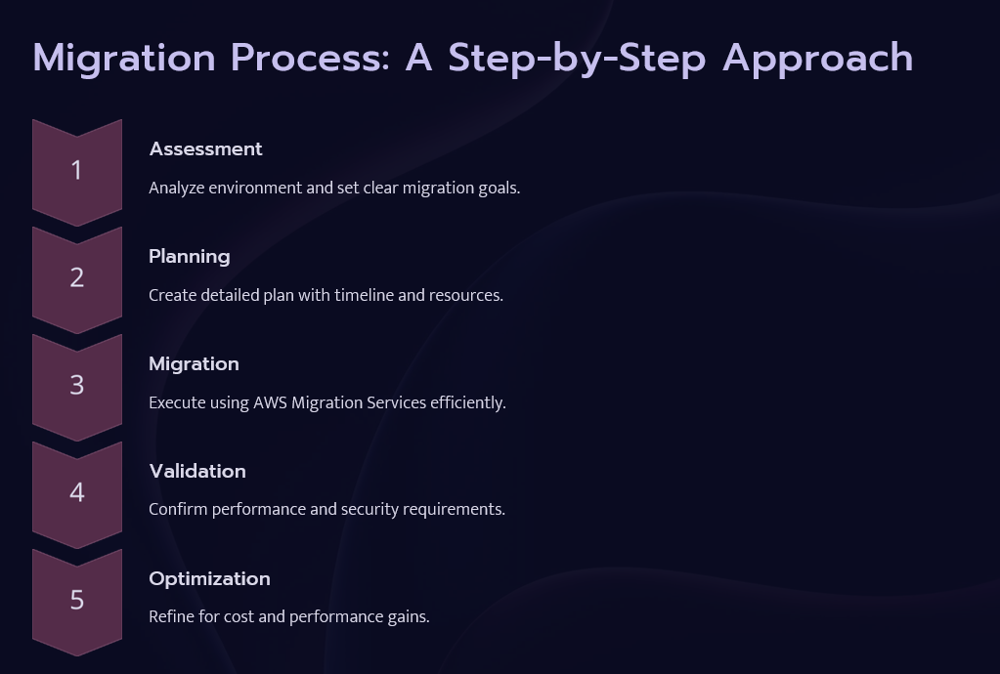 Migration Process: A Step-by-Step Approach
1
Assessment
Analyze environment and set clear migration goals.
2
Planning
Create detailed plan with timeline and resources.
3
Migration
Execute using AWS Migration Services efficiently.
4
Validation
Confirm performance and security requirements.
5
Optimization
Refine for cost and performance gains.